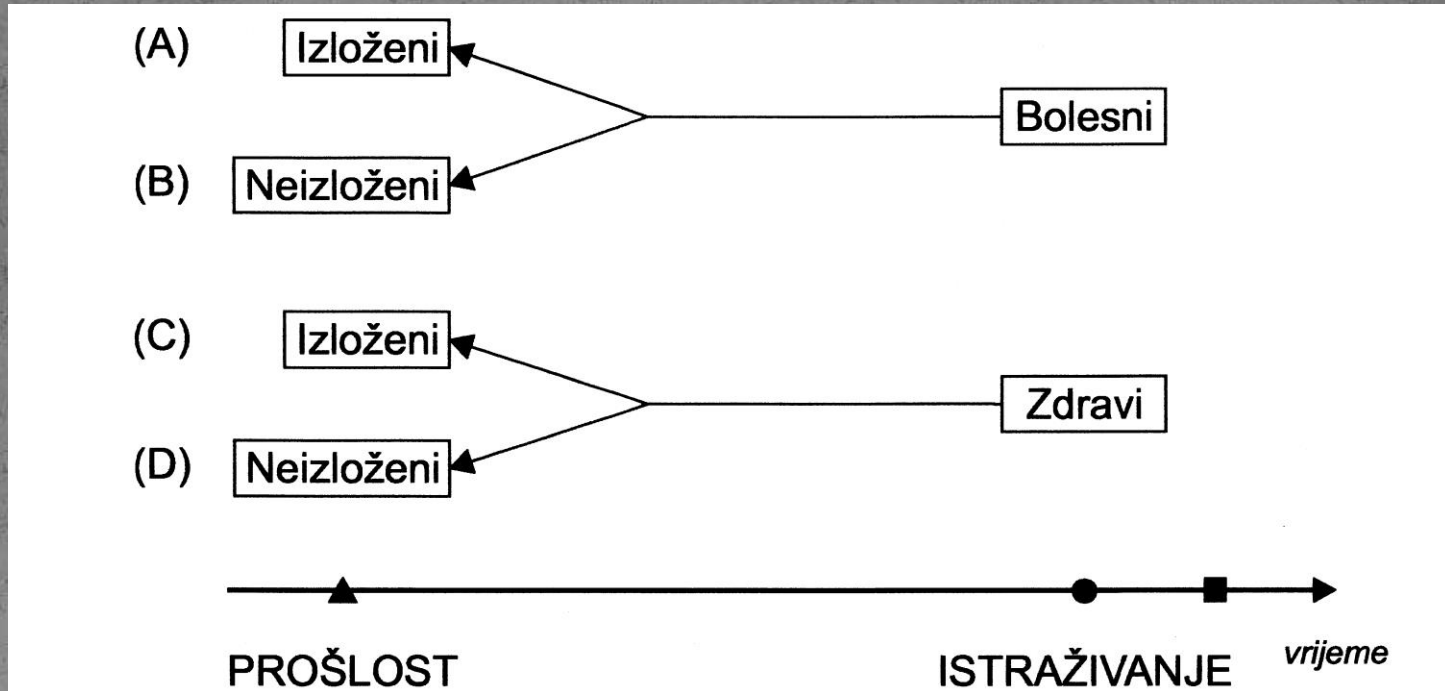 (A) Izloženi
Bolesni
(B) Neizloženi
(C) Izloženi
Zdravi
(D) Neizloženi
PROŠLOST ISTRAŽIVANJE vrijeme